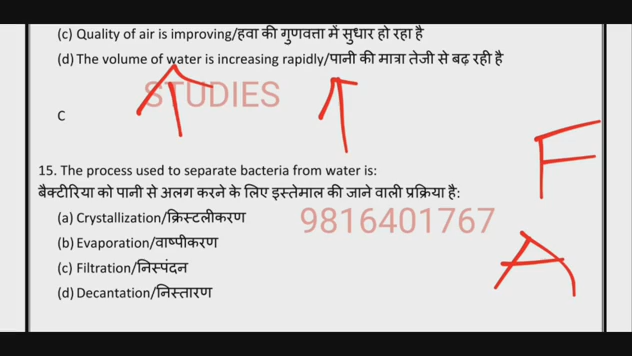 (c) Quality of air is improving/हवा की गुणवत्ता में सुधार हो रहा है
(d) The volume of water is increasing rapidly/पानी की मात्रा तेजी से बढ़ रही है
STUDIES
C
F
15. The process used to separate bacteria from water is:
बैक्टीरिया को पानी से अलग करने के लिए इस्तेमाल की जाने वाली प्रक्रिया है:
(a) Crystallization/क्रिस्टलीकरण
9816401767
(b) Evaporation/वाष्पीकरण
A
(c) Filtration/निस्पंदन
(d) Decantation/निस्तारण